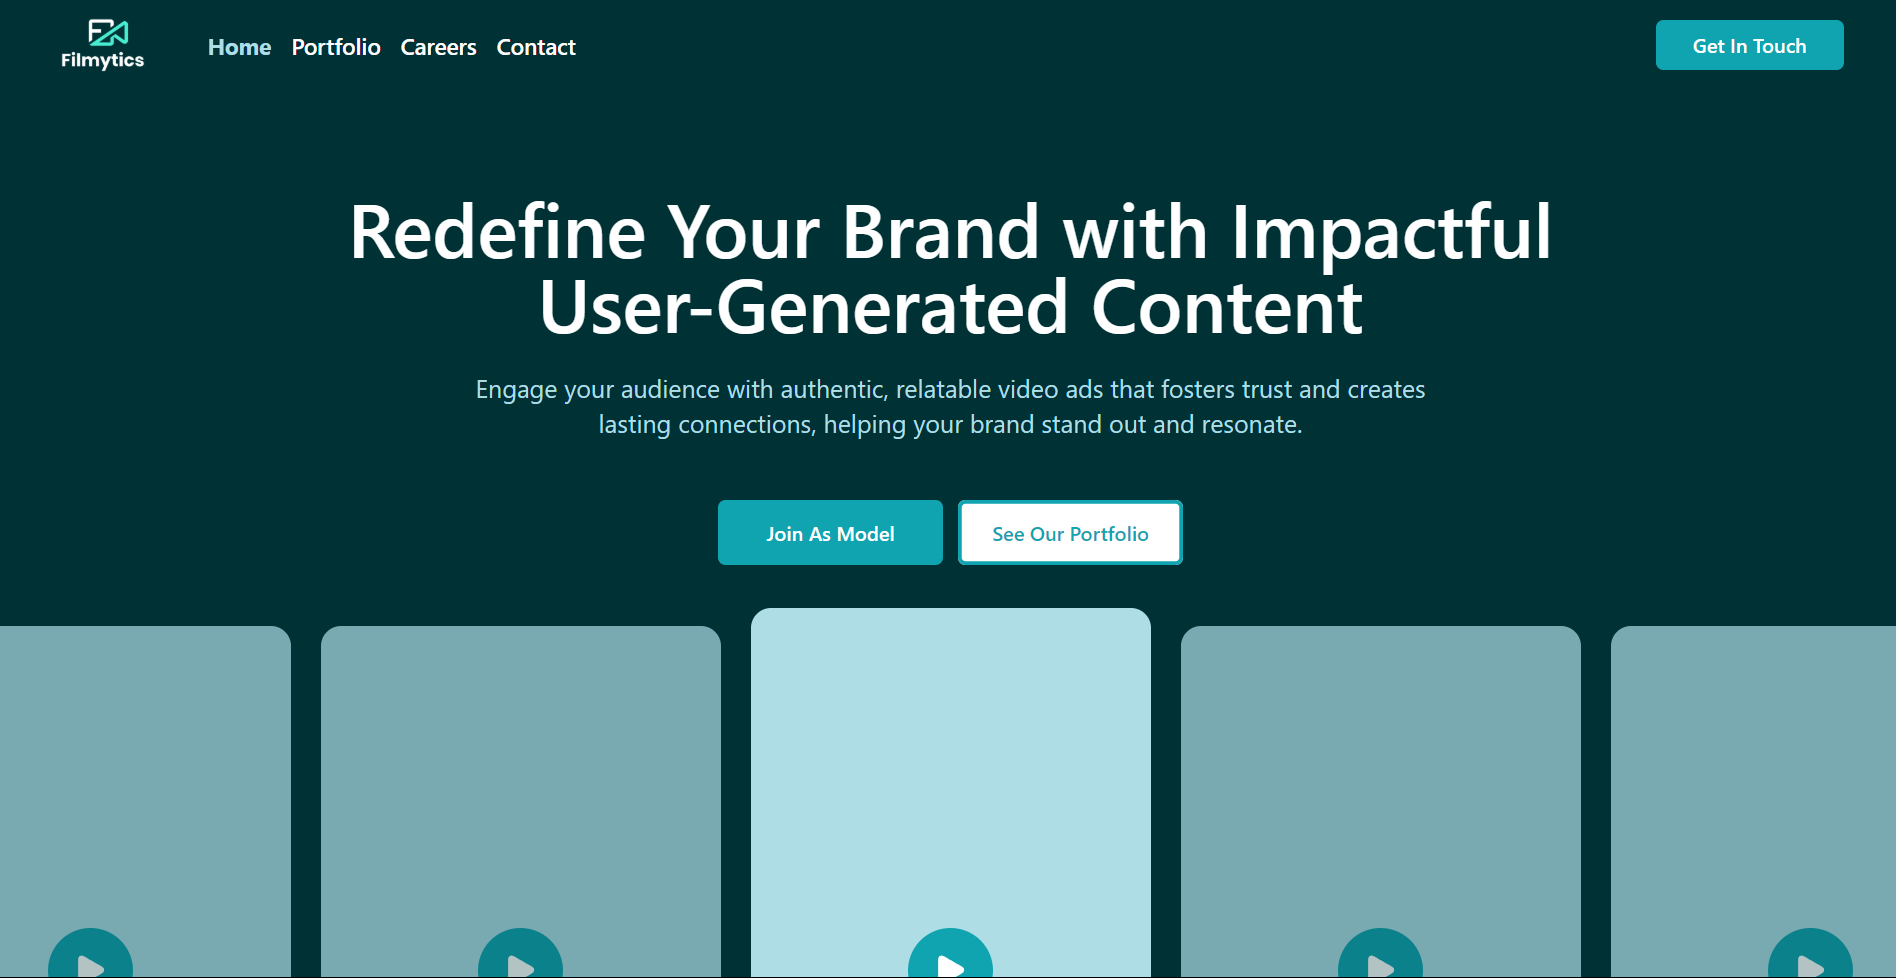 Filmytics
Home Portfolio Careers Contact
Get In Touch
Redefine Your Brand with Impactful
User-Generated Content
Engage your audience with authentic, relatable video ads that fosters trust and creates
lasting connections, helping your brand stand out and resonate.
Join As Model
See Our Portfolio